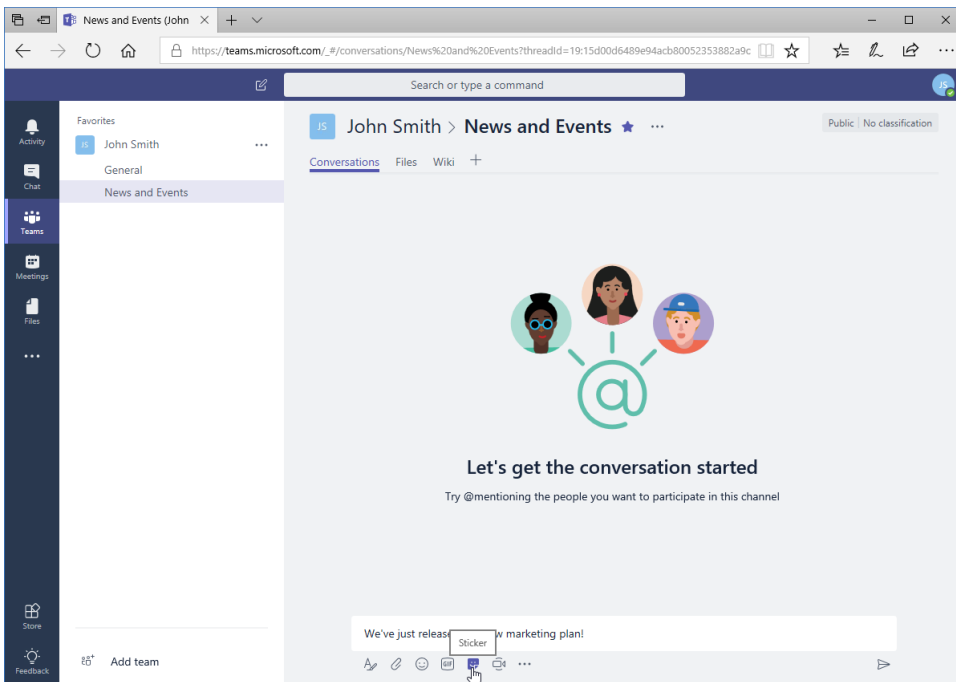 News and Events (John
https://teams.microsoft.com/_#/conversations/News%20and%20Events?threadId=19:15d00d6489e94acb80052353882a9c
Search or type a command
JS
Activity
Chat
Teams
Meetings
Files
Store
Feedback
Favorites
JS John Smith
General
News and Events
Add team
JS John Smith > News and Events
Public No classification
Conversations Files Wiki
Let's get the conversation started
Try @mentioning the people you want to participate in this channel
We've just release w marketing plan!
Sticker
GIF